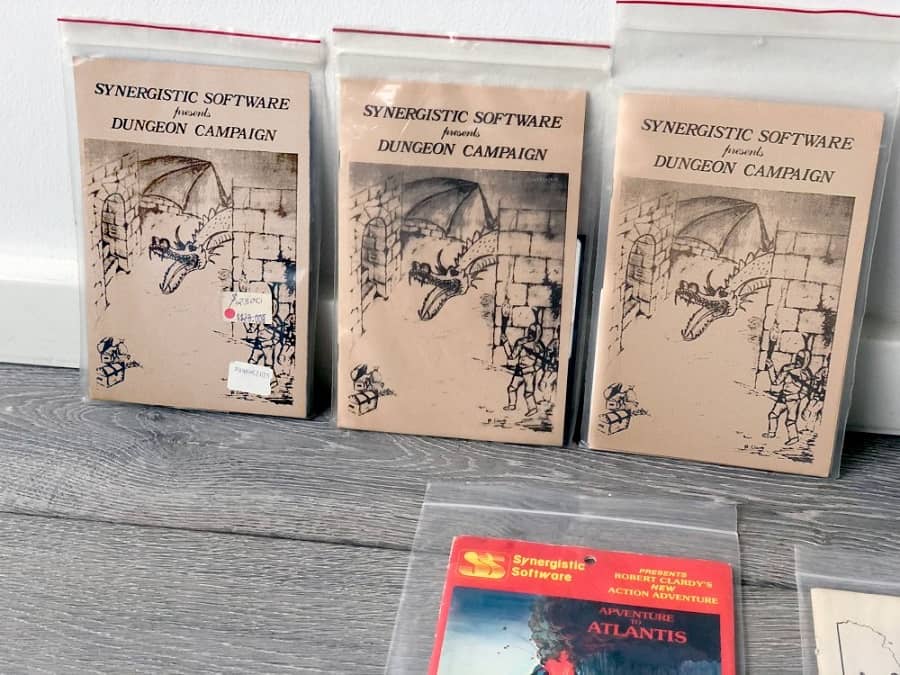 SYNERGISTIC SOFTWARE
presents
DUNGEON CAMPAIGN
SYNERGISTIC SOFTWARE
presents
DUNGEON CAMPAIGN
SYNERGISTIC SOFTWARE
presents
DUNGEON CAMPAIGN
Synergistic
Software
PRESENTS
ROBERT CLARDY'S
NEW
ACTION ADVENTURE
ADVENTURE
TO
ATLANTIS